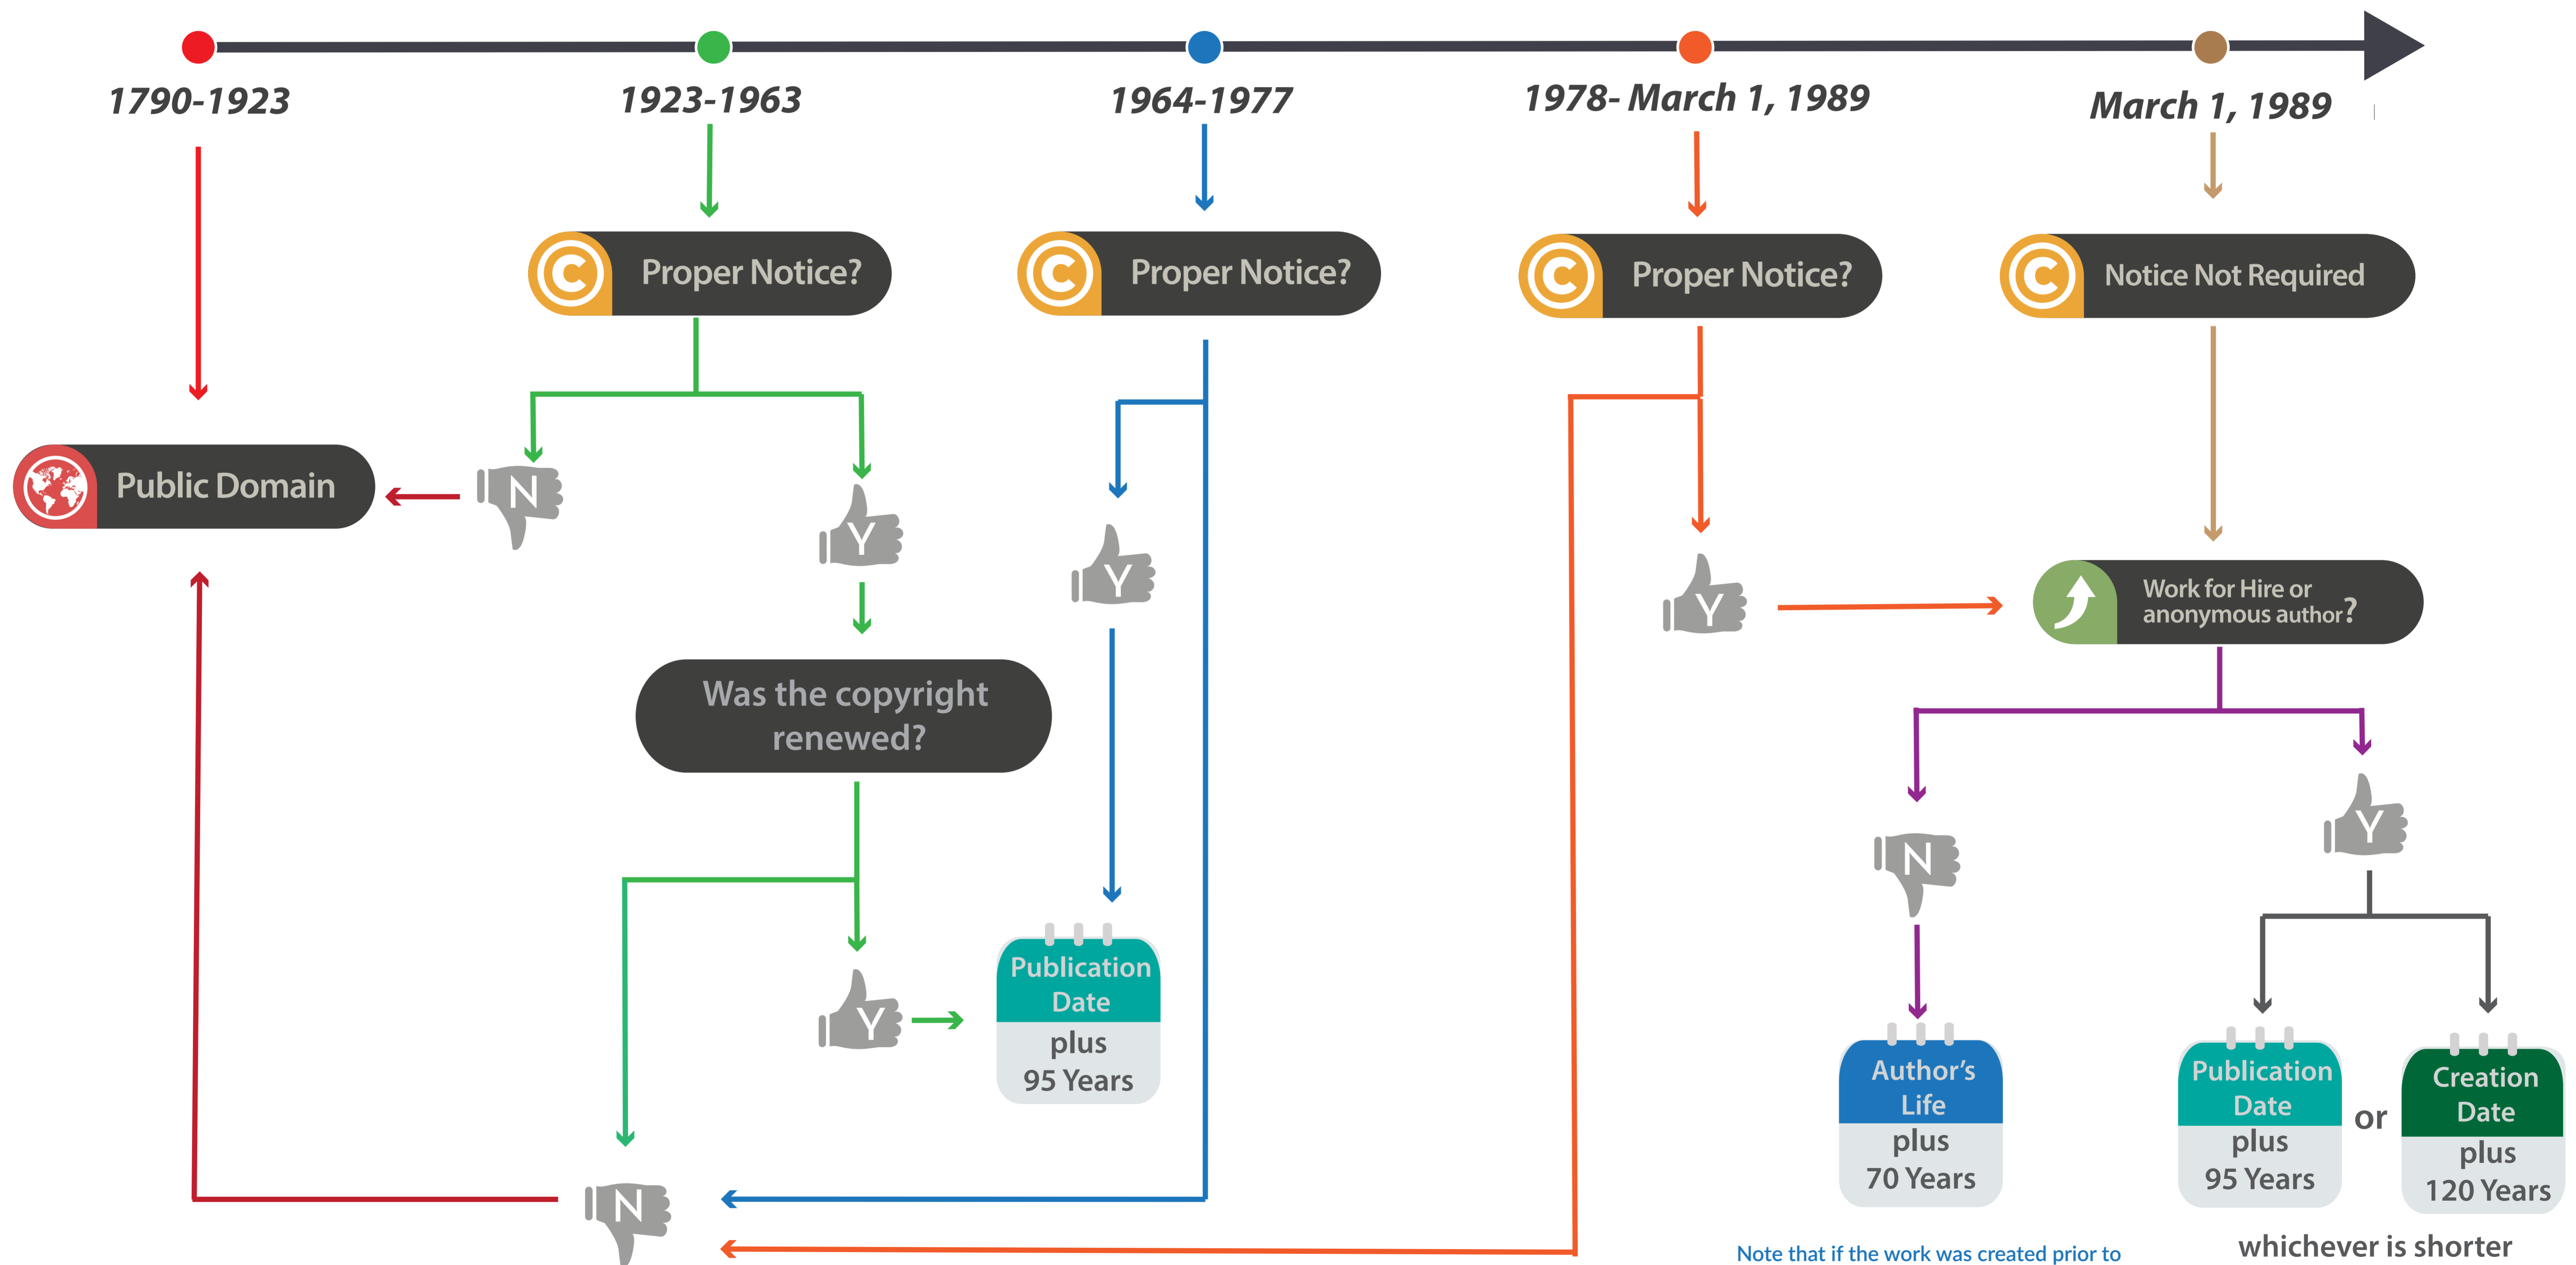 1790-1923
1923-1963
1964-1977
1978- March 1, 1989
March 1, 1989
Proper Notice?
Proper Notice?
Proper Notice?
Notice Not Required
Public Domain
N
Y
Y
Y
Work for Hire or
anonymous author?
Was the copyright
renewed?
Y
N
Y
Publication
Date
plus
95 Years
N
Author's
Life
plus
70 Years
Publication
Date
plus
95 Years
or
Creation
Date
plus
120 Years
whichever is shorter
Note that if the work was created prior to